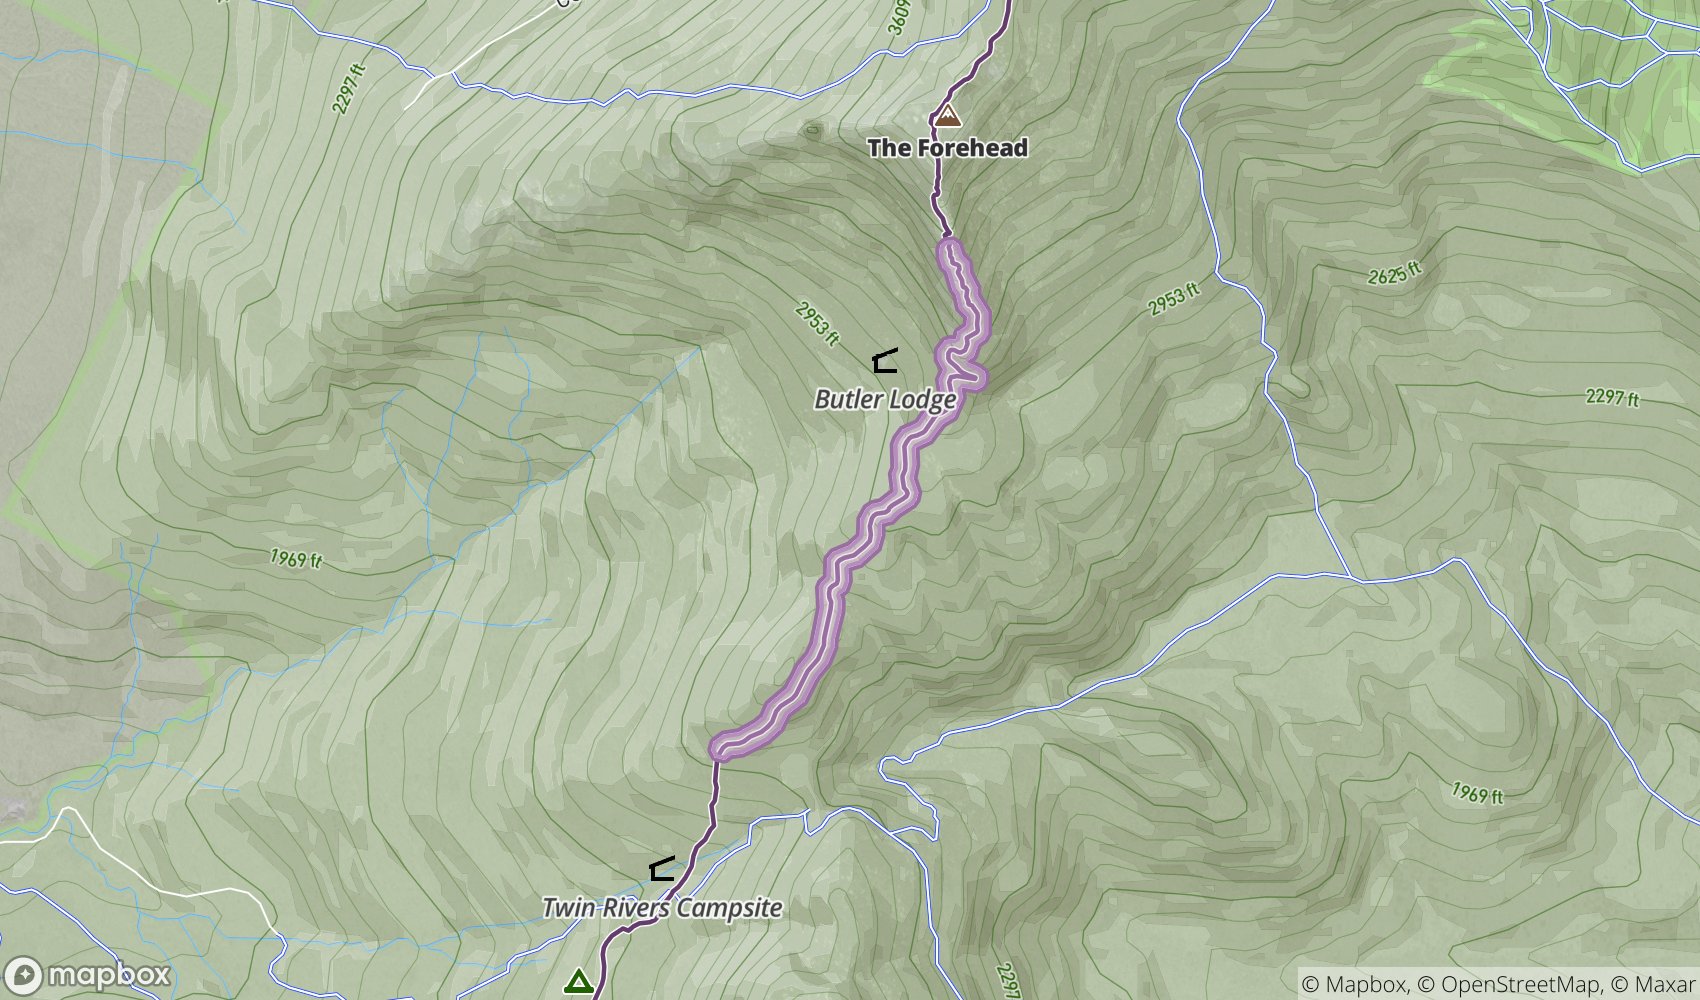 3609
2297 ft
The Forehead
2625 ft
2953 ft
2953 ft
Butler Lodge
2297 ft
1969 ft
1969 ft
Twin Rivers Campsite
2297
mapbox
© Mapbox, © OpenStreetMap, © Maxar